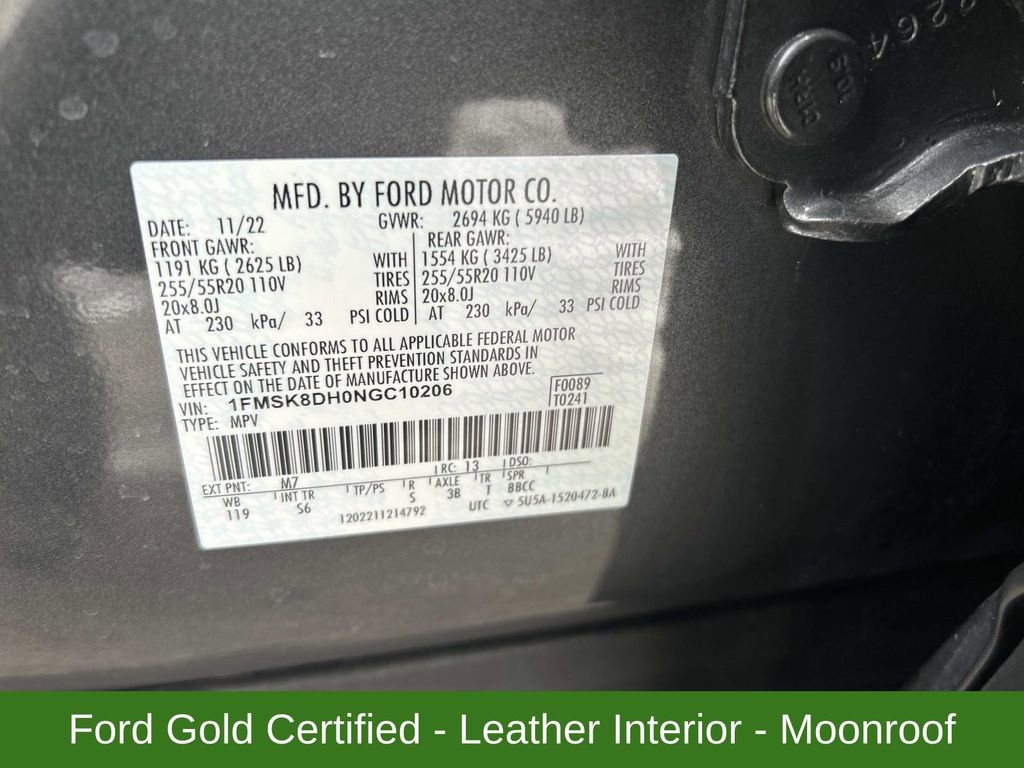 2264
10.9
MFD. BY FORD MOTOR CO.
DATE: 11/22 GVWR: 2694 KG ( 5940 LB)
FRONT GAWR: REAR GAWR:
1191 KG ( 2625 LB) WITH 1554 KG ( 3425 LB) WITH
255/55R20 110V TIRES 255/55R20 110V TIRES
20x8.0J RIMS 20x8.0J RIMS
AT 230 kPa/ 33 PSI COLD AT 230 kPa/ 33 PSI COLD
THIS VEHICLE CONFORMS TO ALL APPLICABLE FEDERAL MOTOR
VEHICLE SAFETY AND THEFT PREVENTION STANDARDS IN
EFFECT ON THE DATE OF MANUFACTURE SHOWN ABOVE.
VIN: 1FMSK8DH0NGC10206 F0089
TYPE: MPV T0241
EXT PNT: M7 RC: 13 DSO:
WB INT TR TP/PS R AXLE TR SPR
119 S6 S 3B T BBCC
1202211214792 UTC ▽ 5U5A-1520472-BA
Ford Gold Certified - Leather Interior - Moonroof